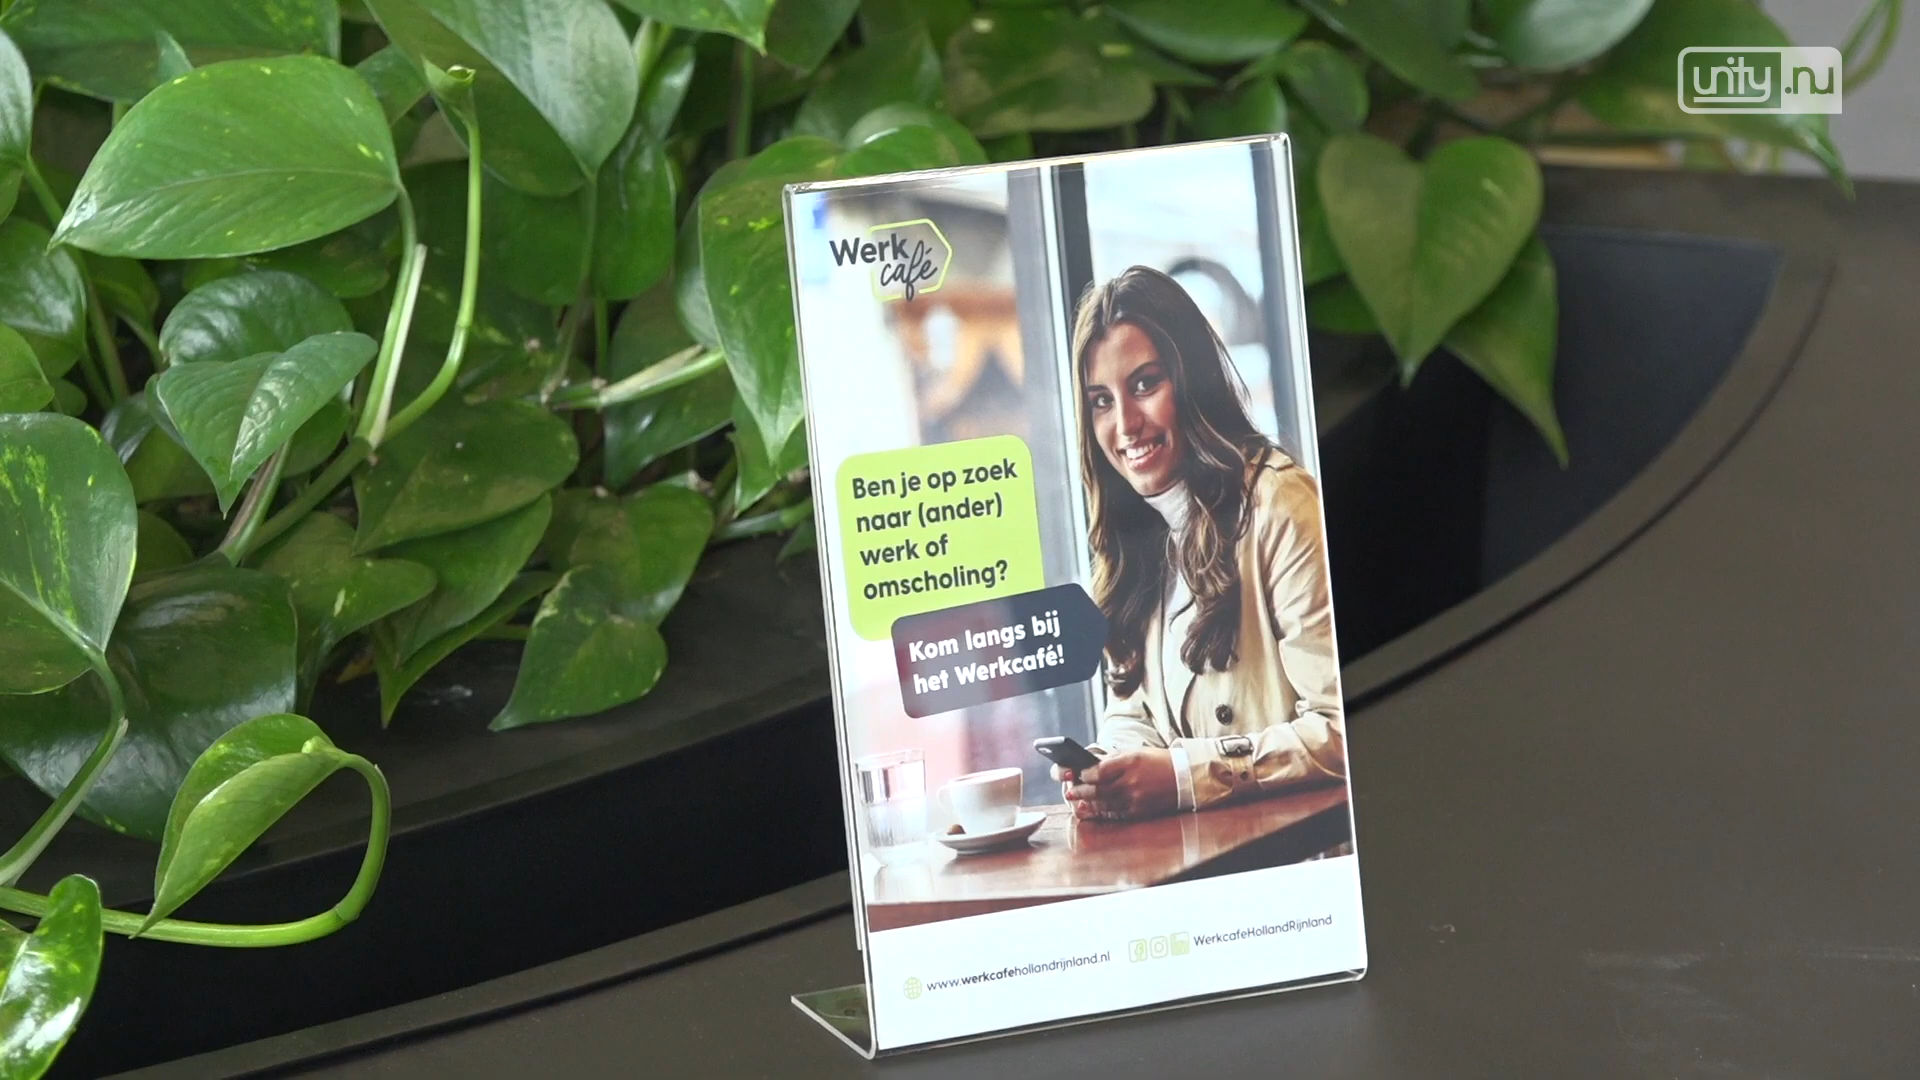 unity.nu
Werk
café
Ben je op zoek
naar (ander)
werk of
omscholing?
Kom langs bij
het Werkcafé!
www.werkcafehollandrijnland.nl
WerkcafeHollandRijnland